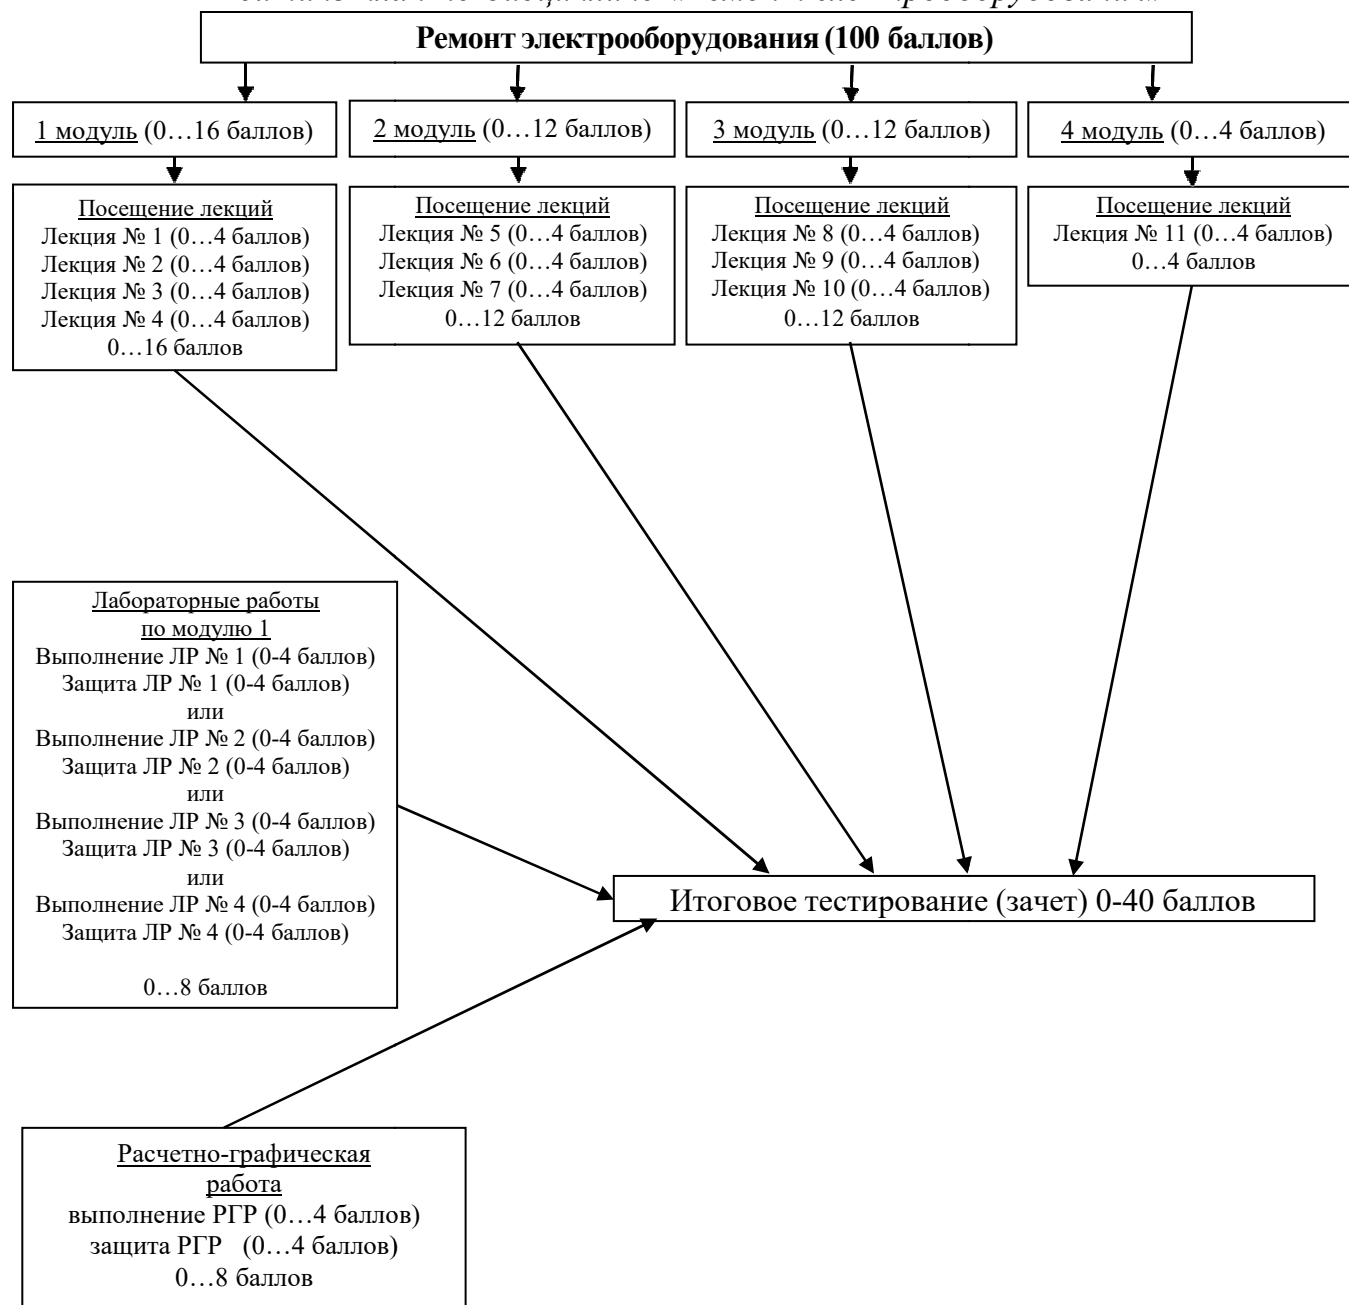 Ремонт электрооборудования (100 баллов)
1 модуль (0…16 баллов)
2 модуль (0…12 баллов)
3 модуль (0…12 баллов)
4 модуль (0…4 баллов)
Посещение лекций
Лекция № 1 (0…4 баллов)
Лекция № 2 (0…4 баллов)
Лекция № 3 (0…4 баллов)
Лекция № 4 (0…4 баллов)
0…16 баллов
Посещение лекций
Лекция № 5 (0…4 баллов)
Лекция № 6 (0…4 баллов)
Лекция № 7 (0…4 баллов)
0…12 баллов
Посещение лекций
Лекция № 8 (0…4 баллов)
Лекция № 9 (0…4 баллов)
Лекция № 10 (0…4 баллов)
0…12 баллов
Посещение лекций
Лекция № 11 (0…4 баллов)
0…4 баллов
Лабораторные работы
по модулю 1
Выполнение ЛР № 1 (0-4 баллов)
Защита ЛР № 1 (0-4 баллов)
или
Выполнение ЛР № 2 (0-4 баллов)
Защита ЛР № 2 (0-4 баллов)
или
Выполнение ЛР № 3 (0-4 баллов)
Защита ЛР № 3 (0-4 баллов)
или
Выполнение ЛР № 4 (0-4 баллов)
Защита ЛР № 4 (0-4 баллов)
0…8 баллов
Итоговое тестирование (зачет) 0-40 баллов
Расчетно-графическая
работа
выполнение РГР (0…4 баллов)
защита РГР (0…4 баллов)
0…8 баллов